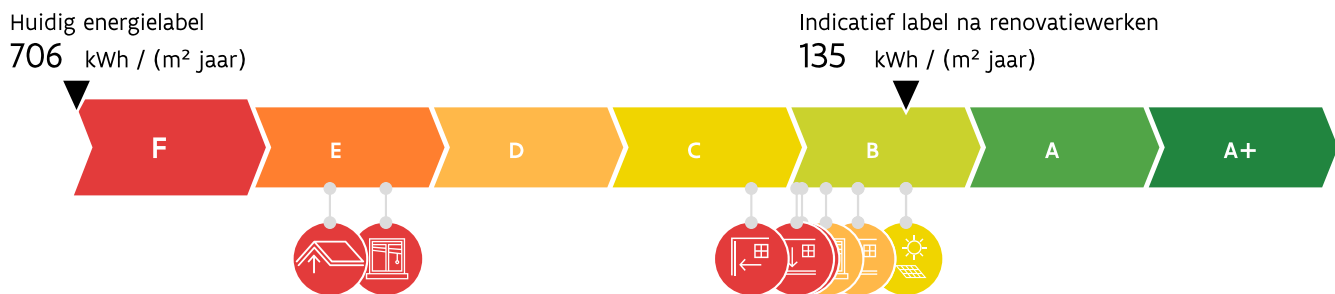 Huidig energielabel
706 kWh / (m² jaar)
Indicatief label na renovatiewerken
135 kWh / (m² jaar)
F E D C B A A+